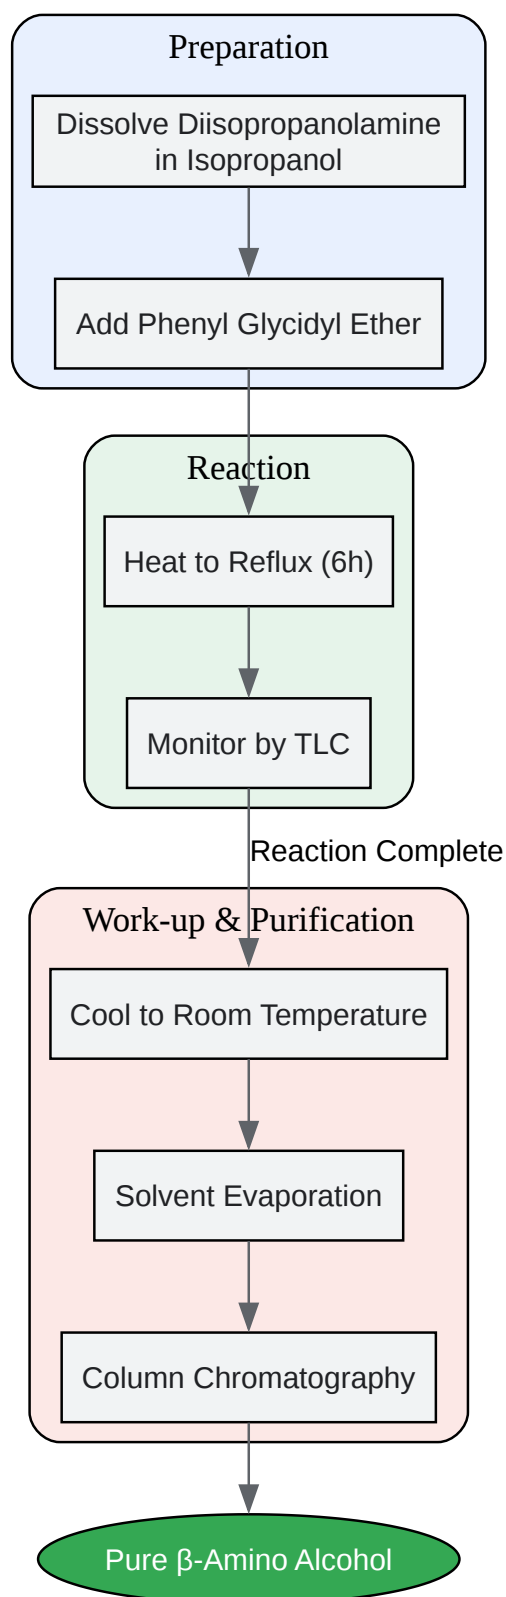 Preparation
Dissolve Diisopropanolamine
in Isopropanol
Add Phenyl Glycidyl Ether
Reaction
Heat to Reflux (6h)
Monitor by TLC
Reaction Complete
Work-up & Purification
Cool to Room Temperature
Solvent Evaporation
Column Chromatography
Pure β-Amino Alcohol